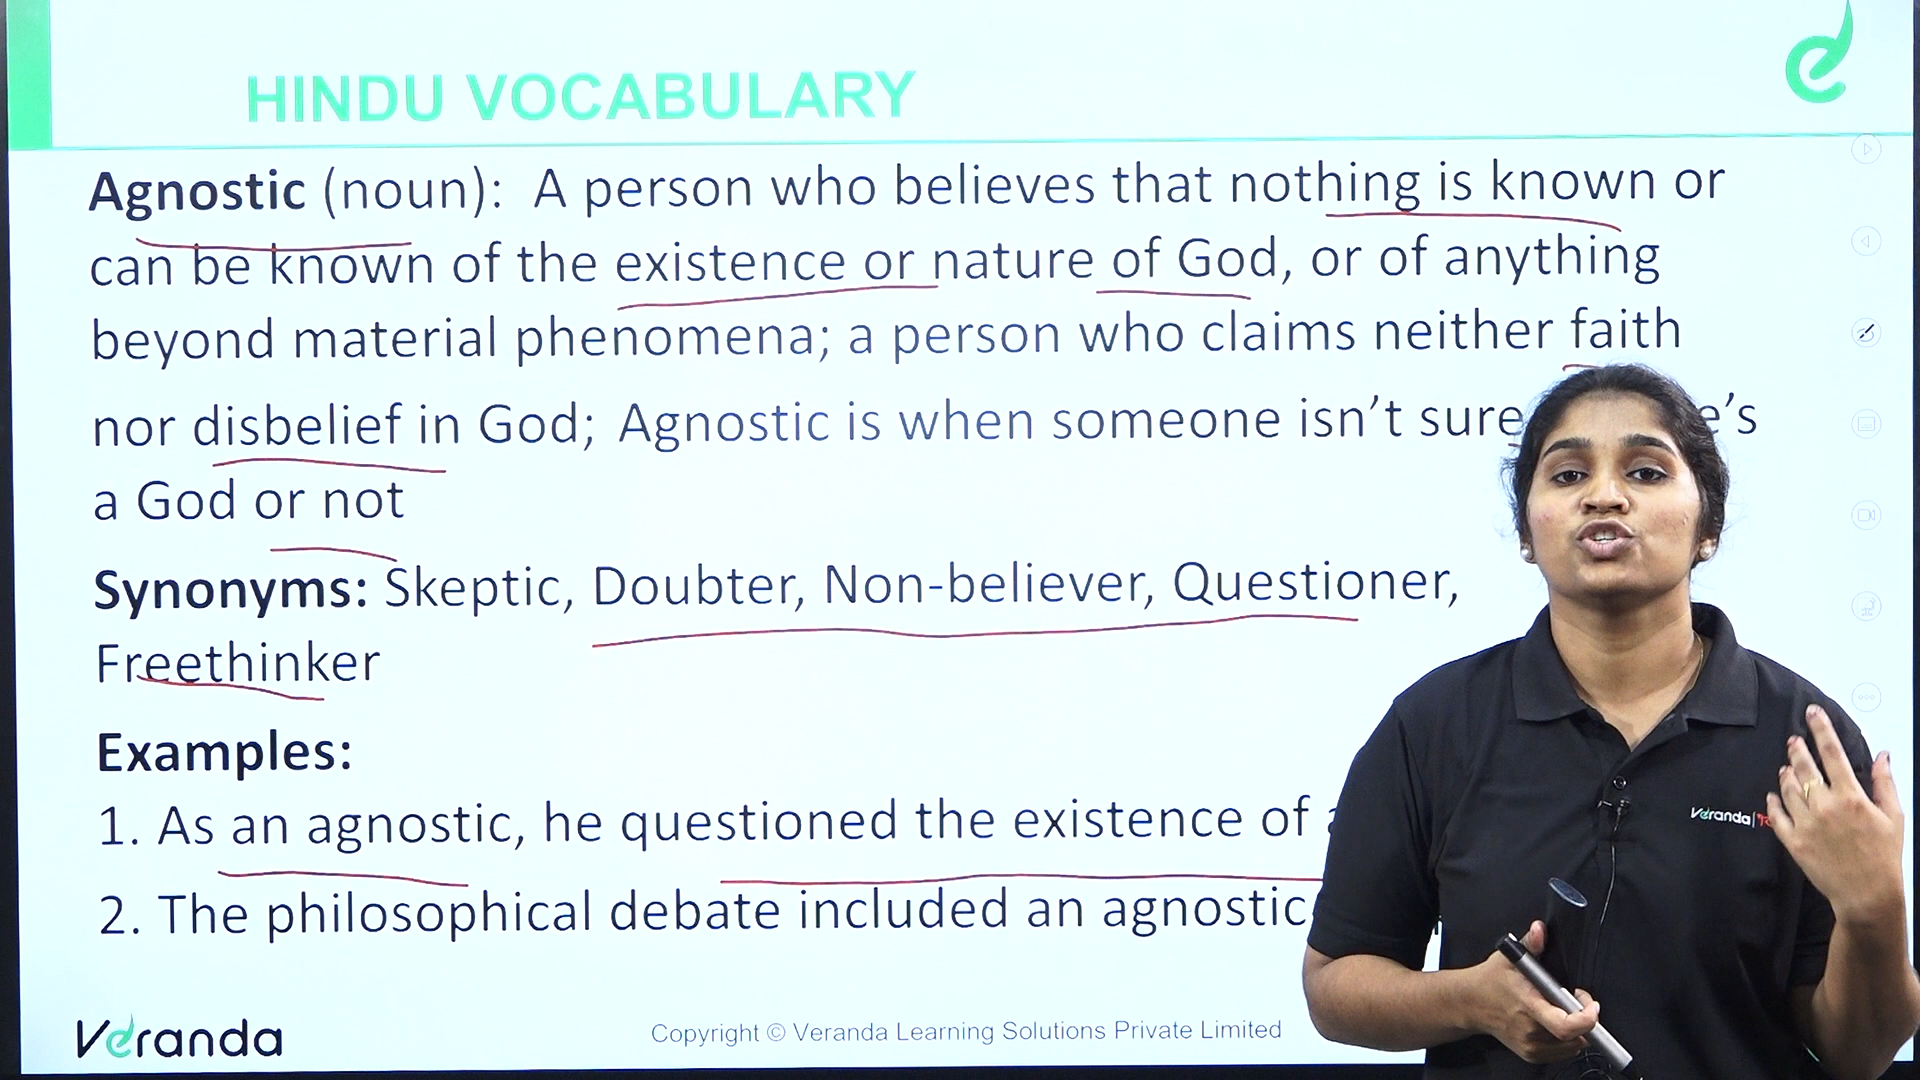 HINDU VOCABULARY
Agnostic (noun): A person who believes that nothing is known or
can be known of the existence or nature of God, or of anything
beyond material phenomena; a person who claims neither faith
nor disbelief in God; Agnostic is when someone isn’t sure
a God or not
Synonyms: Skeptic, Doubter, Non-believer, Questioner,
Freethinker
Examples:
1. As an agnostic, he questioned the existence of
2. The philosophical debate included an agnostic
Veranda
Veranda
Copyright © Veranda Learning Solutions Private Limited